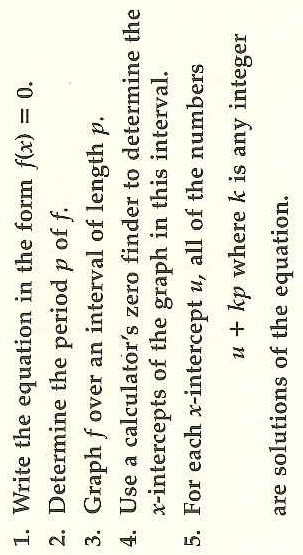 1. Write the equation in the form f(x) = 0.
2. Determine the period p of f.
3. Graph f over an interval of length p.
4. Use a calculator's zero finder to determine the
x-intercepts of the graph in this interval.
5. For each x-intercept u, all of the numbers
u + kp where k is any integer
are solutions of the equation.